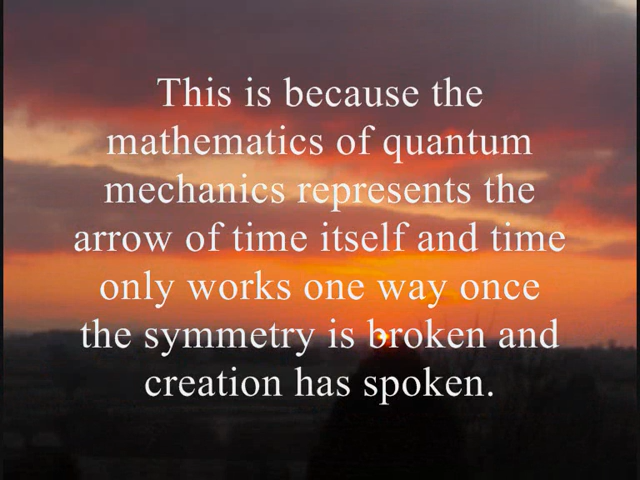 This is because the
mathematics of quantum
mechanics represents the
arrow of time itself and time
only works one way once
the symmetry is broken and
creation has spoken.